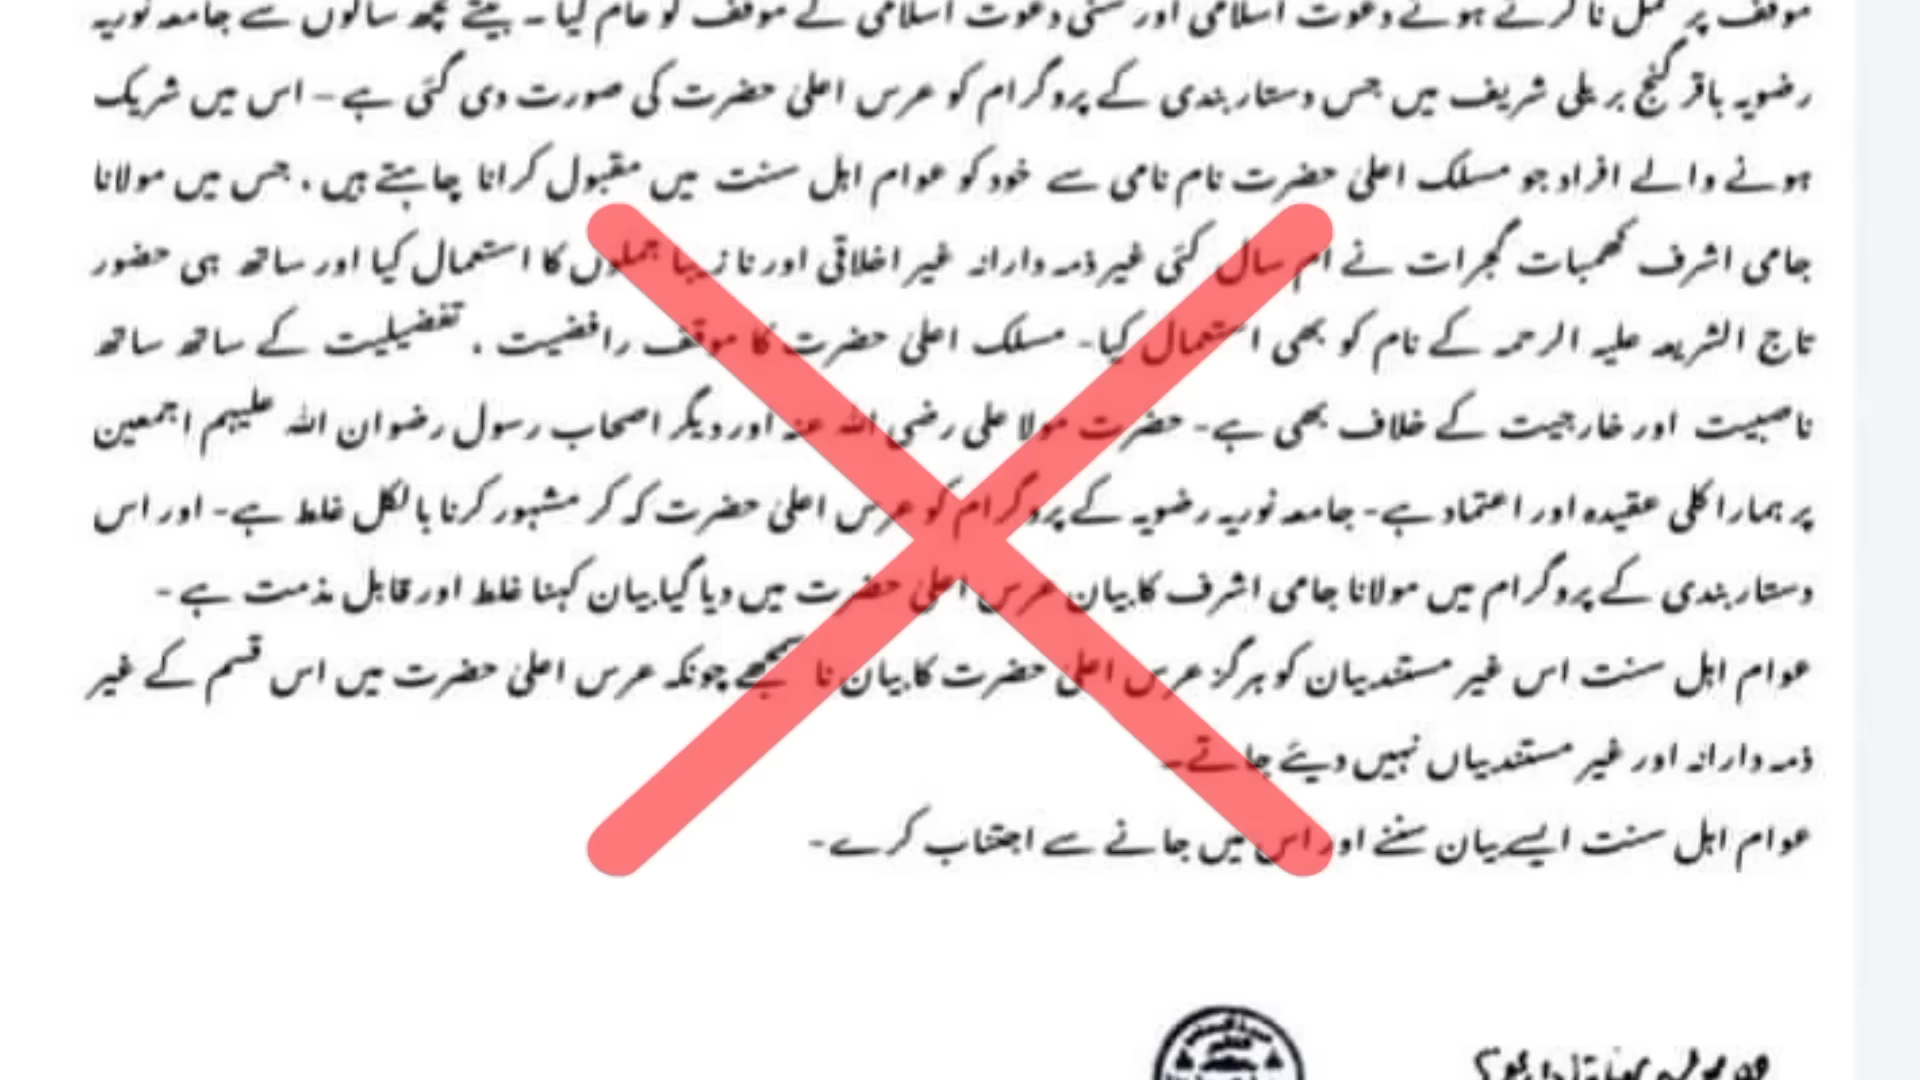 موقف پر عمل نا کرتے ہوئے دعوت اسلامی اور سنی دعوت اسلامی کے موقف کو عام کیا۔ بیتے کچھ سالوں سے جامعہ نوریہ
رضویہ باقر گنج بریلی شریف میں جس دستار بندی کے پروگرام کو عرس اعلیٰ حضرت کی صورت دی گئی ہے - اس میں شریک
ہونے والے افراد جو مسلک اعلیٰ حضرت نام نامی سے خود کو عوام اہل سنت میں مقبول کرانا چاہتے ہیں . جس میں مولانا
جامی اشرف کھمبات گجرات نے ام سال کئی غیر ذمہ دارانہ غیر اخلاقی اور نا زیبا جملوں کا استعمال کیا اور ساتھ ہی حضور
تاج الشریعہ علیہ الرحمہ کے نام کو بھی استعمال کیا- مسلک اعلیٰ حضرت کا موقف رافضیت . تفضیلیت کے ساتھ ساتھ
ناصبیت اور خارجیت کے خلاف بھی ہے- حضرت مولا علی رضی اللہ عنہ اور دیگر اصحاب رسول رضوان اللہ علیہم اجمعین
پر ہمارا کلی عقیدہ اور اعتماد ہے- جامعہ نوریہ رضویہ کے پروگرام کو عرس اعلیٰ حضرت کہ کر مشہور کرنا بالکل غلط ہے- اور اس
دستار بندی کے پروگرام میں مولانا جامی اشرف کا بیان عرس اعلیٰ حضرت میں دیا گیا بیان کہنا غلط اور قابل مذمت ہے -
عوام اہل سنت اس غیر مستند بیان کو ہرگز عرس اعلیٰ حضرت کا بیان نا سمجھے چونکہ عرس اعلیٰ حضرت میں اس قسم کے غیر
ذمہ دارانہ اور غیر مستند بیاں نہیں دیئے جاتے-
عوام اہل سنت ایسے بیان سننے اور اس میں جانے سے اجتناب کرے-